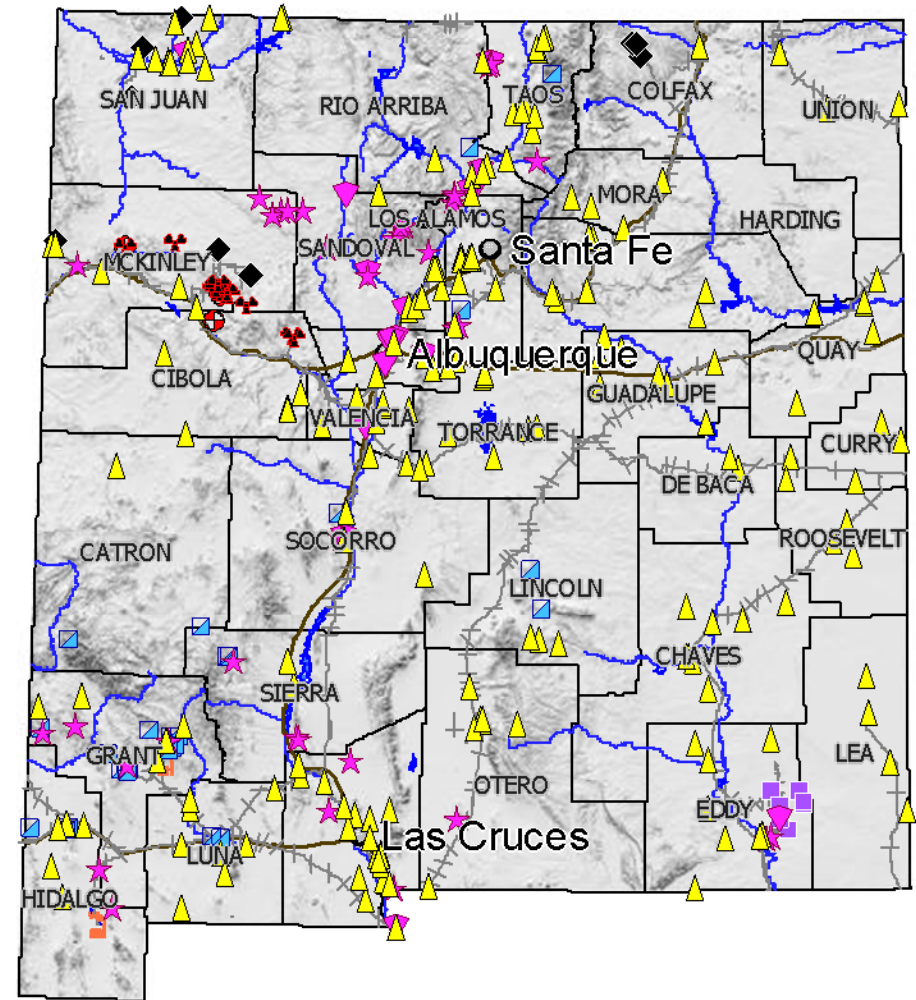 SAN JUAN
RIO ARRIBA
TAOS
COLFAX
UNION
MORA
LOS ALAMOS
HARDING
SANDOVAL
Santa Fe
MCKINLEY
Albuquerque
QUAY
CIBOLA
GUADALUPE
VALENCIA
TORRANCE
CURRY
DE BACA
SOCORRO
ROOSEVELT
CATRON
LINCOLN
CHAVES
SIERRA
GRANT
LEA
OTERO
EDDY
Las Cruces
LUNA
HIDALGO